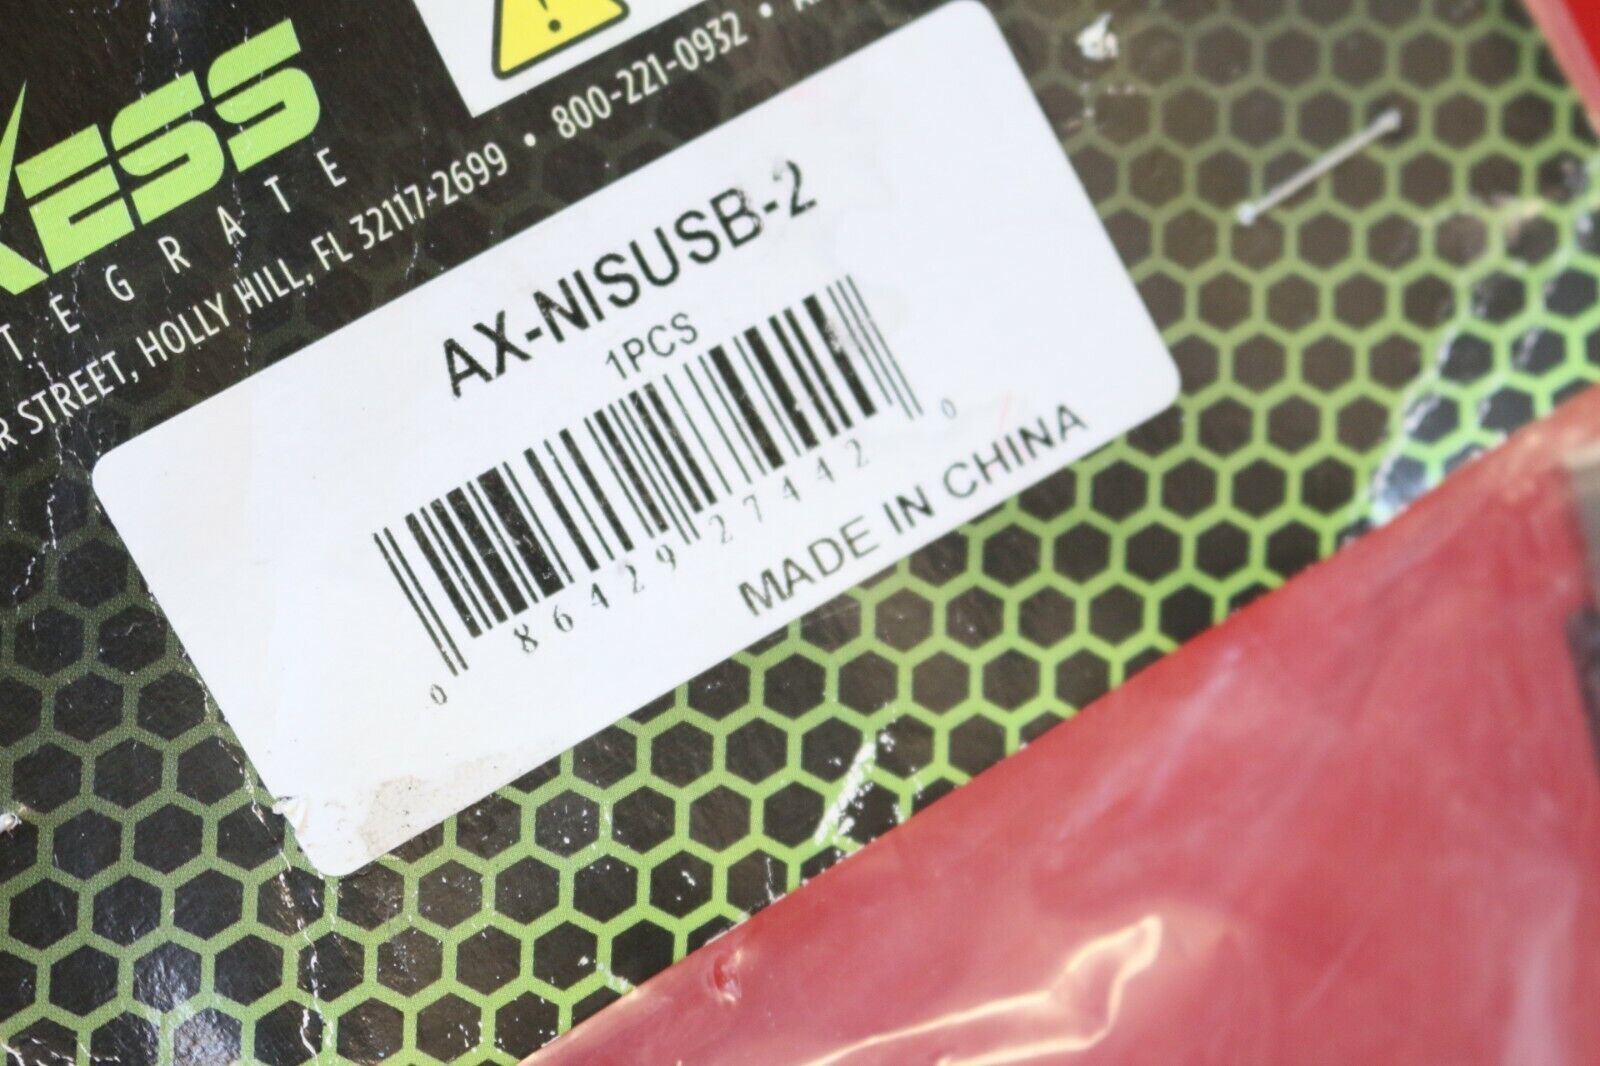 XESS
TEGRATE
STREET, HOLLY HILL, FL 32117-2699 • 800-221-0932 •
AX-NISUSB-2
1PCS
0 86429 27442 0
MADE IN CHINA